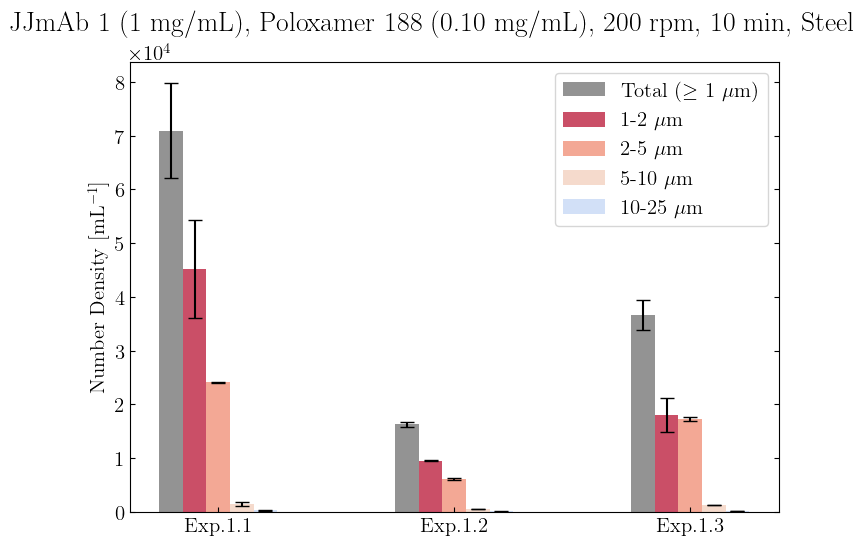 JJmAb 1 (1 mg/mL), Poloxamer 188 (0.10 mg/mL), 200 rpm, 10 min, Steel
×10⁴
Total (≥ 1 μm)
1-2 μm
2-5 μm
5-10 μm
10-25 μm
Number Density [mL⁻¹]
8
7
6
5
4
3
2
1
0
Exp.1.1 Exp.1.2 Exp.1.3